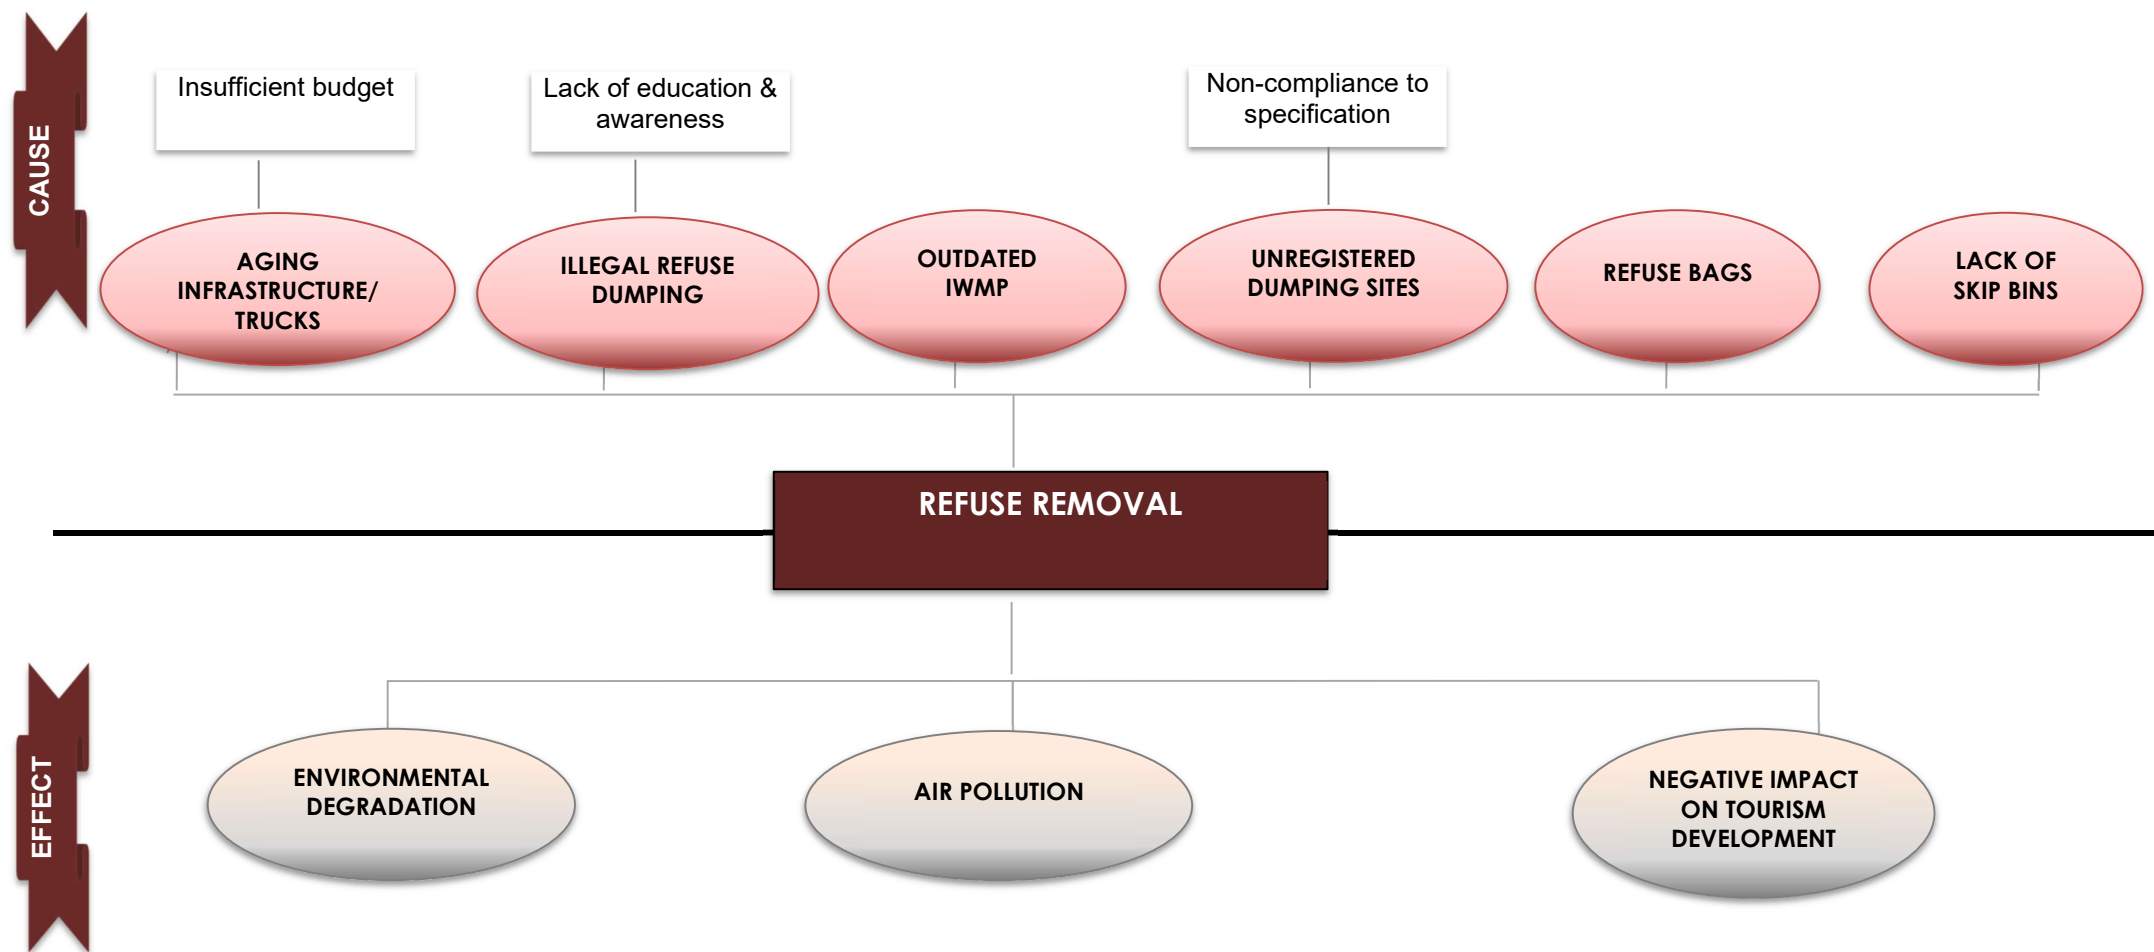 CAUSE
Insufficient budget
Lack of education &
awareness
Non-compliance to
specification
AGING
INFRASTRUCTURE/
TRUCKS
ILLEGAL REFUSE
DUMPING
OUTDATED
IWMP
UNREGISTERED
DUMPING SITES
REFUSE BAGS
LACK OF
SKIP BINS
REFUSE REMOVAL
EFFECT
ENVIRONMENTAL
DEGRADATION
AIR POLLUTION
NEGATIVE IMPACT
ON TOURISM
DEVELOPMENT